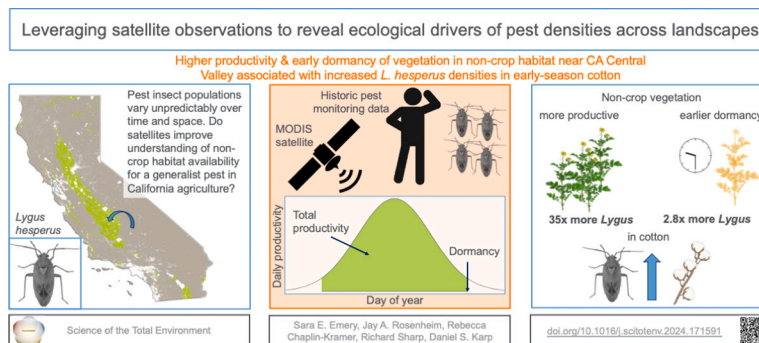 Leveraging satellite observations to reveal ecological drivers of pest densities across landscapes
Higher productivity & early dormancy of vegetation in non-crop habitat near CA Central
Valley associated with increased L. hesperus densities in early-season cotton
Pest insect populations
vary unpredictably over
time and space. Do
satellites improve
understanding of non-
crop habitat availability
for a generalist pest in
California agriculture?
Lygus
hesperus
Historic pest
monitoring data
MODIS
satellite
Total
productivity
Dormancy
Daily productivity
Day of year
Non-crop vegetation
more productive
earlier dormancy
35x more Lygus
2.8x more Lygus
in cotton
Science of the Total Environment
Sara E. Emery, Jay A. Rosenheim, Rebecca
Chaplin-Kramer, Richard Sharp, Daniel S. Karp
doi.org/10.1016/j.scitotenv.2024.171591